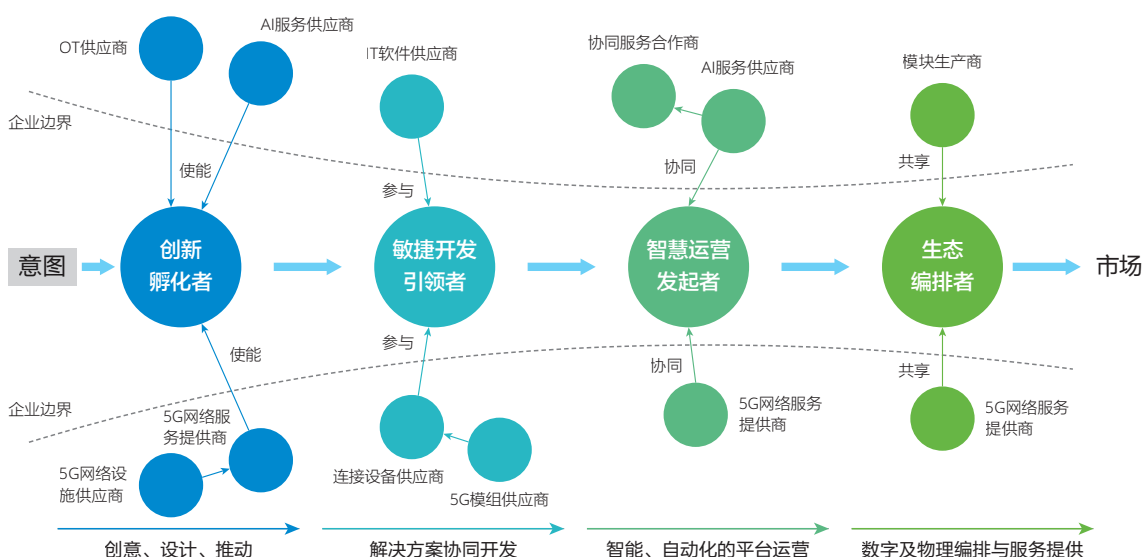 OT供应商
AI服务供应商
IT软件供应商
协同服务合作商
AI服务供应商
模块生产商
企业边界
使能
参与
协同
共享
意图
创新
孵化者
敏捷开发
引领者
智慧运营
发起者
生态
编排者
市场
使能
参与
协同
共享
企业边界
5G网络服
务提供商
5G网络设
施供应商
连接设备供应商
5G模组供应商
5G网络服务
提供商
5G网络服务
提供商
创意、设计、推动
解决方案协同开发
智能、自动化的平台运营
数字及物理编排与服务提供